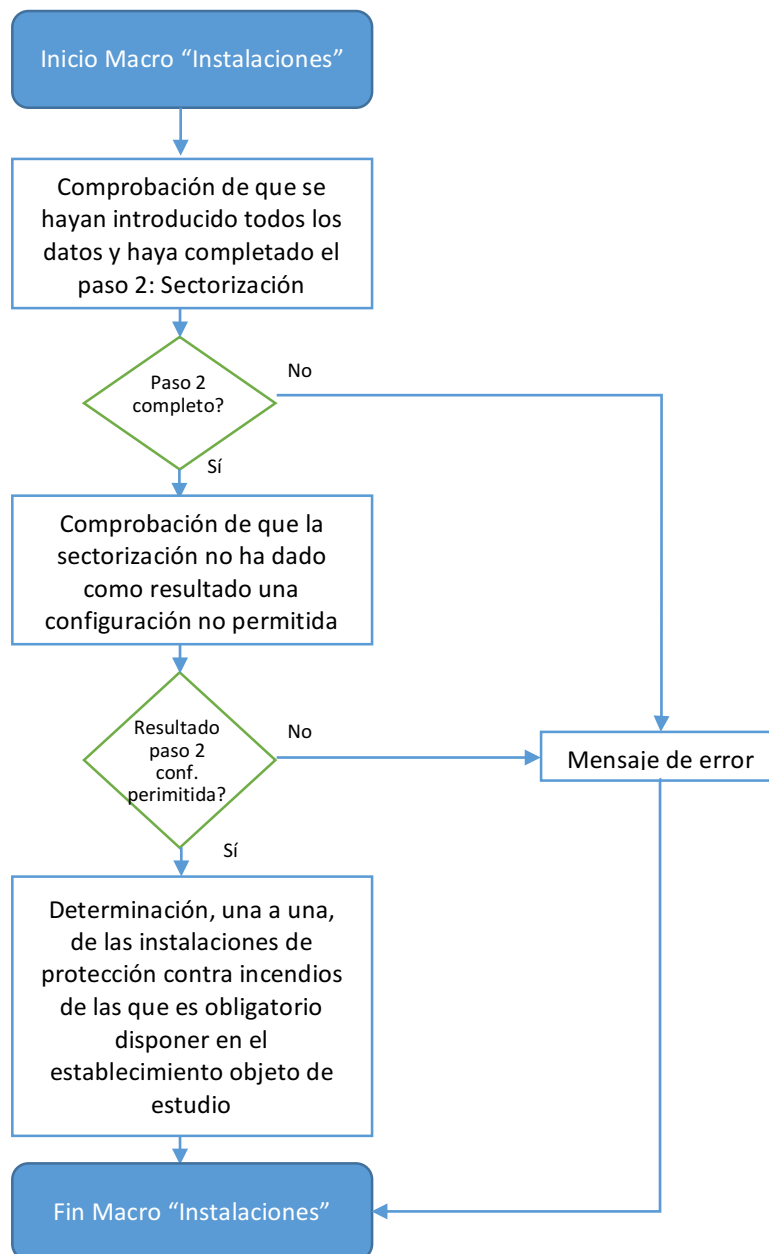 Inicio Macro “Instalaciones”
Comprobación de que se
hayan introducido todos los
datos y haya completado el
paso 2: Sectorización
Paso 2
completo?
No
Sí
Comprobación de que la
sectorización no ha dado
como resultado una
configuración no permitida
Resultado
paso 2
conf.
perimitida?
No
Mensaje de error
Sí
Determinación, una a una,
de las instalaciones de
protección contra incendios
de las que es obligatorio
disponer en el
establecimiento objeto de
estudio
Fin Macro “Instalaciones”